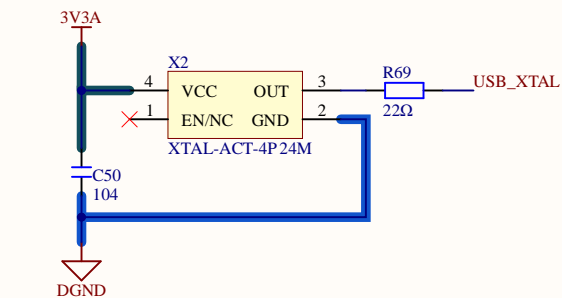 3V3A
X2
4 VCC OUT 3
R69
USB_XTAL
1 EN/NC GND 2
22Ω
XTAL-ACT-4P 24M
C50
104
DGND